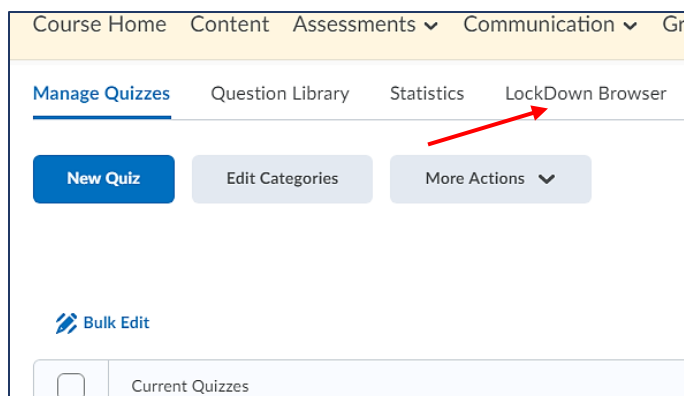 Course Home Content Assessments Communication Gr
Manage Quizzes Question Library Statistics LockDown Browser
New Quiz Edit Categories More Actions
Bulk Edit
Current Quizzes